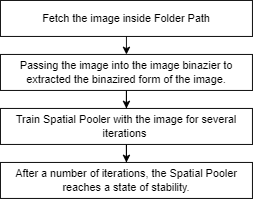 Fetch the image inside Folder Path
Passing the image into the image binazier to
extracted the binazired form of the image.
Train Spatial Pooler with the image for several
iterations
After a number of iterations, the Spatial Pooler
reaches a state of stability.